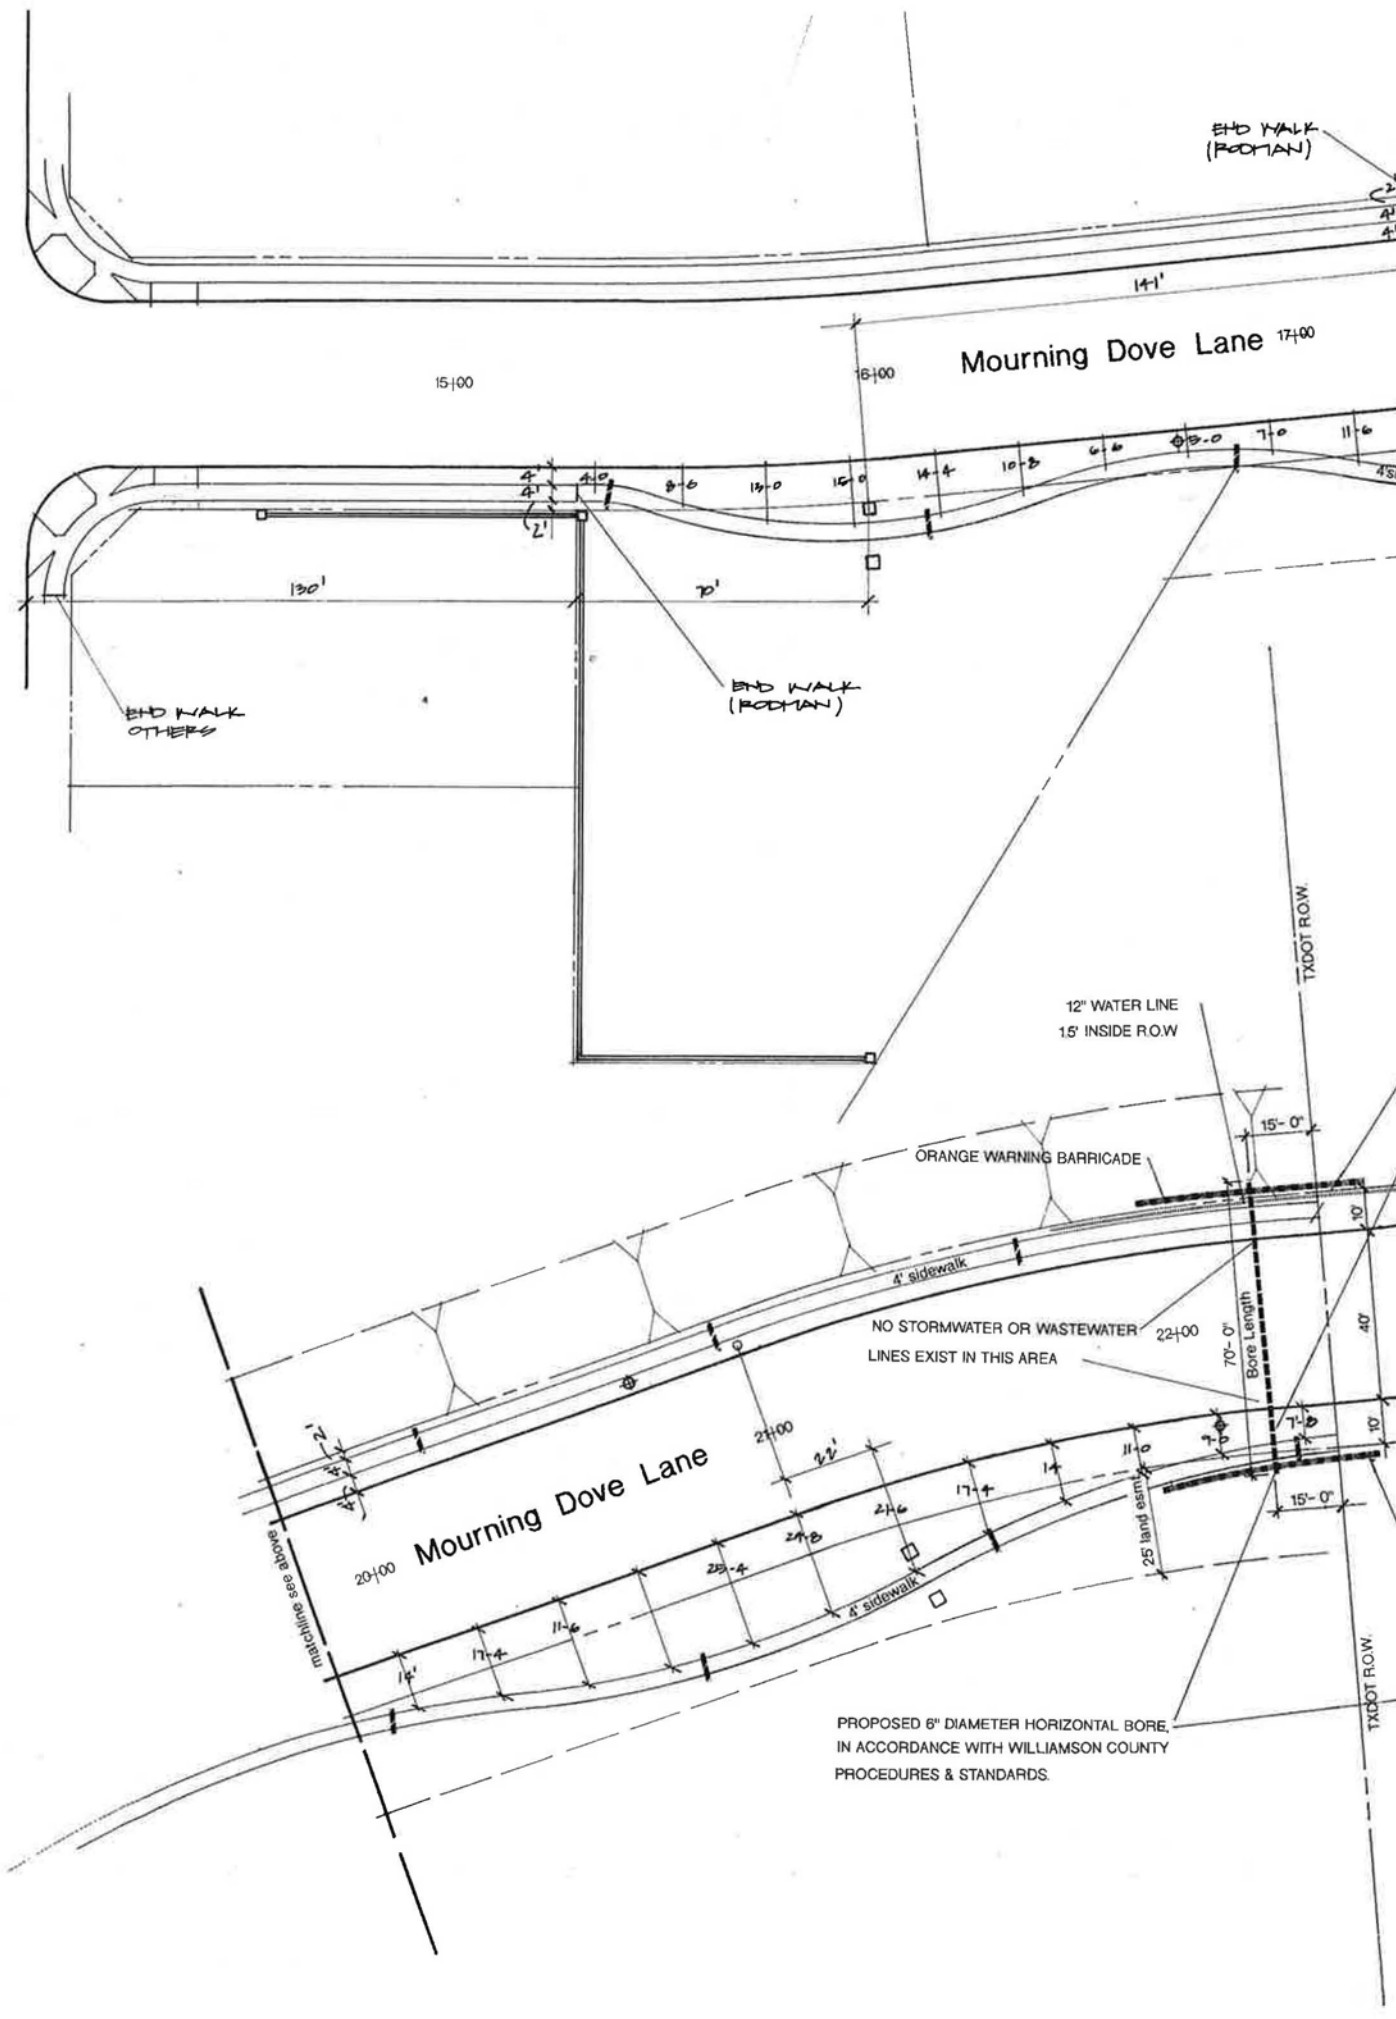 END WALK
(RODMAN)
2'
4'
4'
141'
Mourning Dove Lane 17+00
15+00
16+00
4'
4'
2'
4-0
8-6
13-0
15-0
14-4
10-8
6-6
5-0
7-0
11-6
130'
70'
END WALK
OTHERS
END WALK
(RODMAN)
TXDOT R.O.W.
12" WATER LINE
15' INSIDE R.O.W
15'- 0"
ORANGE WARNING BARRICADE
10'
4' sidewalk
NO STORMWATER OR WASTEWATER
LINES EXIST IN THIS AREA
22+00
70'- 0"
Bore Length
40'
10'
2'
4'
4'
21+00
22'
Mourning Dove Lane
20+00
matchline see above
14'
17-4
11-6
25-4
24-8
21-6
17-4
14
11-0
9-0
7'-8
4' sidewalk
25' land esmt
15'- 0"
TXDOT R.O.W.
PROPOSED 6" DIAMETER HORIZONTAL BORE,
IN ACCORDANCE WITH WILLIAMSON COUNTY
PROCEDURES & STANDARDS.